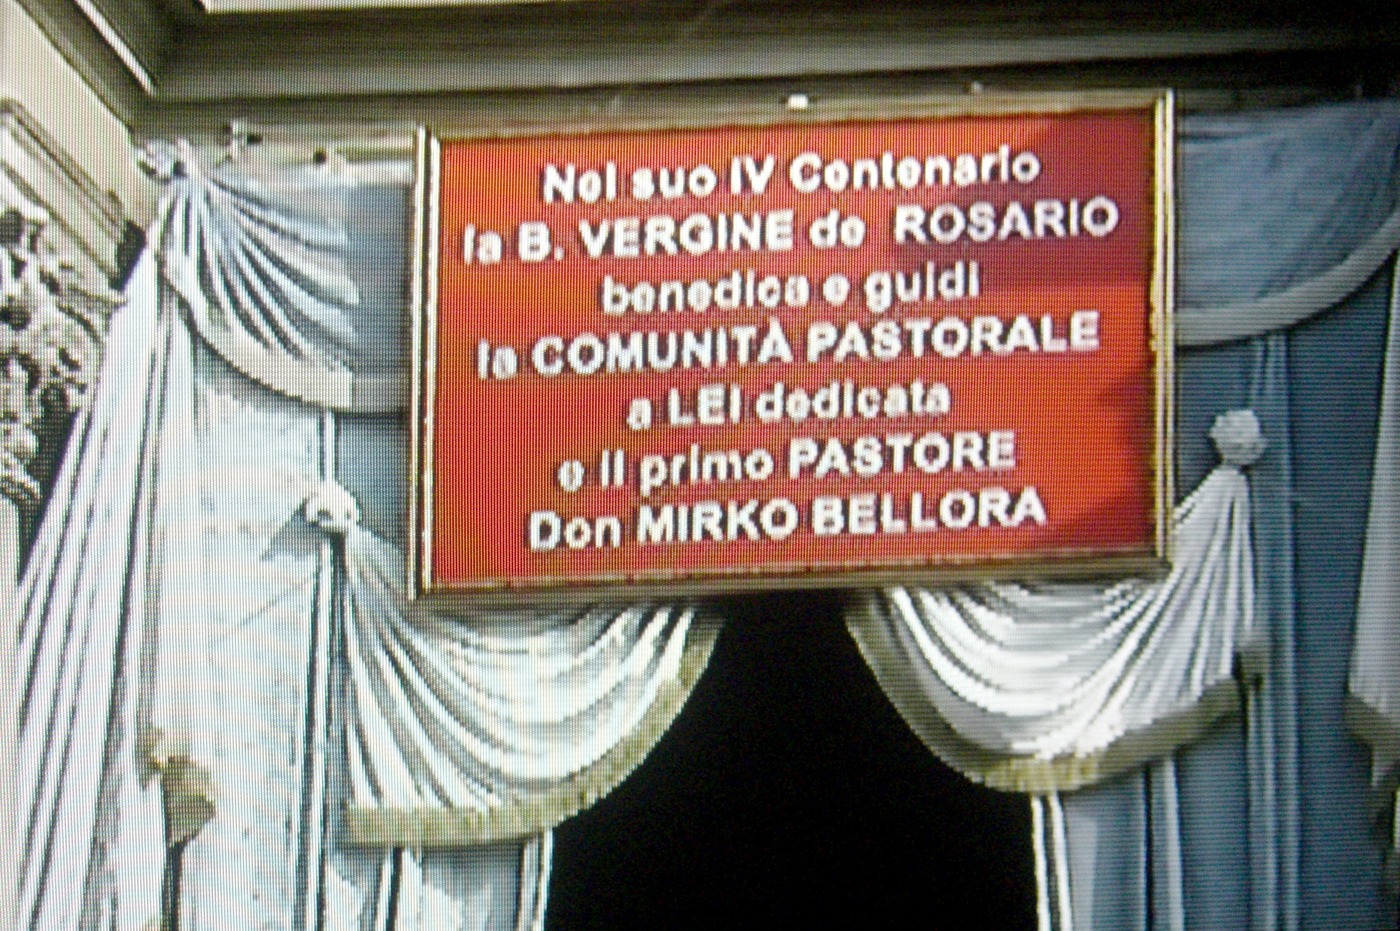 Nel suo IV Centenario
la B. VERGINE de ROSARIO
benedica e guidi
la COMUNITÀ PASTORALE
a LEI dedicata
e il primo PASTORE
Don MIRKO BELLORA